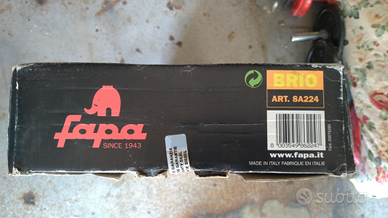 fapa
SINCE 1943
BRIO
ART. 8A224
www.fapa.it
MADE IN ITALY FABRIQUE EN ITALIE
subito